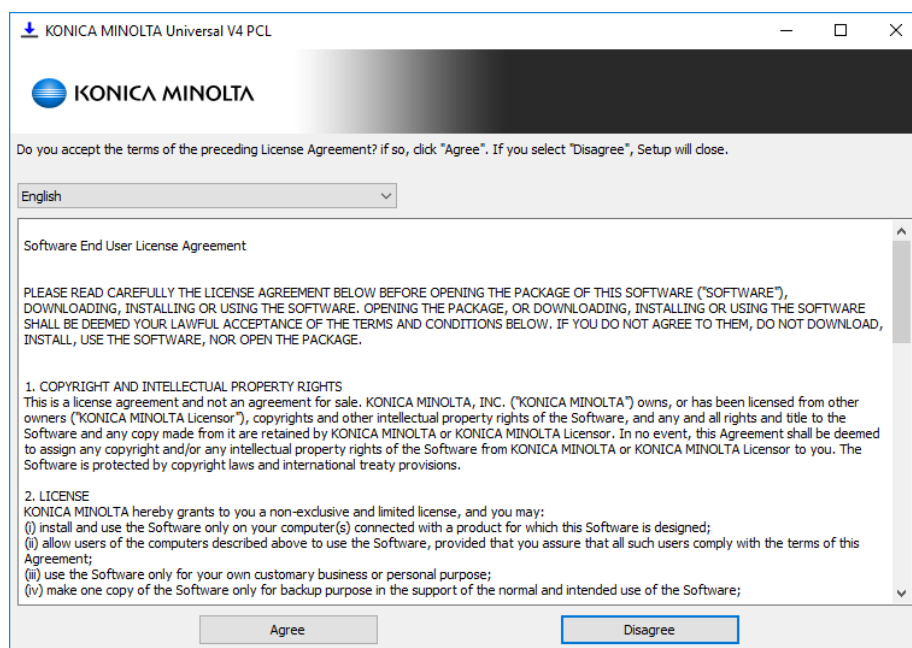 KONICA MINOLTA Universal V4 PCL
KONICA MINOLTA
Do you accept the terms of the preceding License Agreement? if so, click "Agree". If you select "Disagree", Setup will close.
English
Software End User License Agreement
PLEASE READ CAREFULLY THE LICENSE AGREEMENT BELOW BEFORE OPENING THE PACKAGE OF THIS SOFTWARE ("SOFTWARE"),
DOWNLOADING, INSTALLING OR USING THE SOFTWARE. OPENING THE PACKAGE, OR DOWNLOADING, INSTALLING OR USING THE SOFTWARE
SHALL BE DEEMED YOUR LAWFUL ACCEPTANCE OF THE TERMS AND CONDITIONS BELOW. IF YOU DO NOT AGREE TO THEM, DO NOT DOWNLOAD,
INSTALL, USE THE SOFTWARE, NOR OPEN THE PACKAGE.
1. COPYRIGHT AND INTELLECTUAL PROPERTY RIGHTS
This is a license agreement and not an agreement for sale. KONICA MINOLTA, INC. ("KONICA MINOLTA") owns, or has been licensed from other
owners ("KONICA MINOLTA Licensor"), copyrights and other intellectual property rights of the Software, and any and all rights and title to the
Software and any copy made from it are retained by KONICA MINOLTA or KONICA MINOLTA Licensor. In no event, this Agreement shall be deemed
to assign any copyright and/or any intellectual property rights of the Software from KONICA MINOLTA or KONICA MINOLTA Licensor to you. The
Software is protected by copyright laws and international treaty provisions.
2. LICENSE
KONICA MINOLTA hereby grants to you a non-exclusive and limited license, and you may:
(i) install and use the Software only on your computer(s) connected with a product for which this Software is designed;
(ii) allow users of the computers described above to use the Software, provided that you assure that all such users comply with the terms of this
Agreement;
(iii) use the Software only for your own customary business or personal purpose;
(iv) make one copy of the Software only for backup purpose in the support of the normal and intended use of the Software;
Agree
Disagree